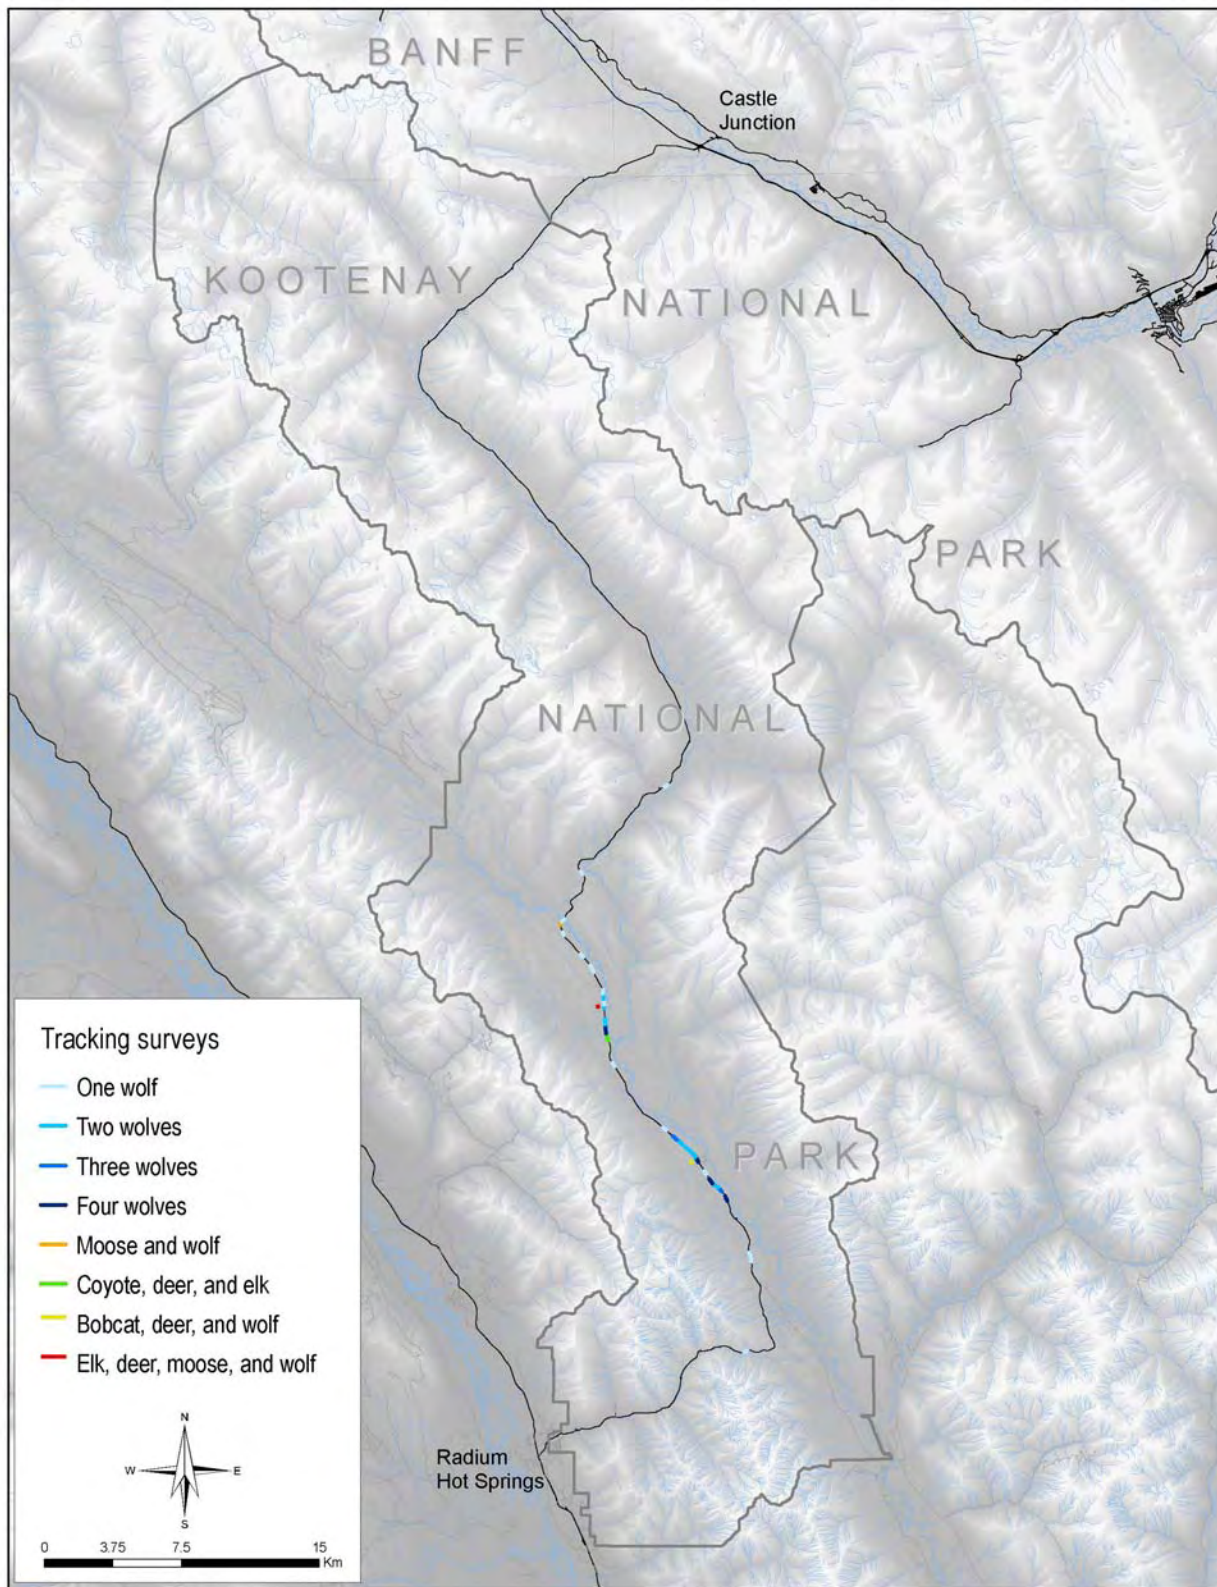 BANFF
Castle
Junction
KOOTENAY
NATIONAL
PARK
NATIONAL
PARK
Tracking surveys
One wolf
Two wolves
Three wolves
Four wolves
Moose and wolf
Coyote, deer, and elk
Bobcat, deer, and wolf
Elk, deer, moose, and wolf
N
W E
S
0 3.75 7.5 15
Km
Radium
Hot Springs